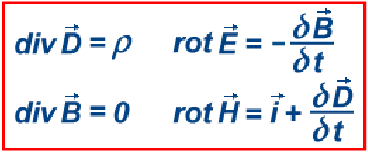 div D⃗ = ρ rot E⃗ = - δB⃗/δt
div B⃗ = 0 rot H⃗ = i⃗ + δD⃗/δt